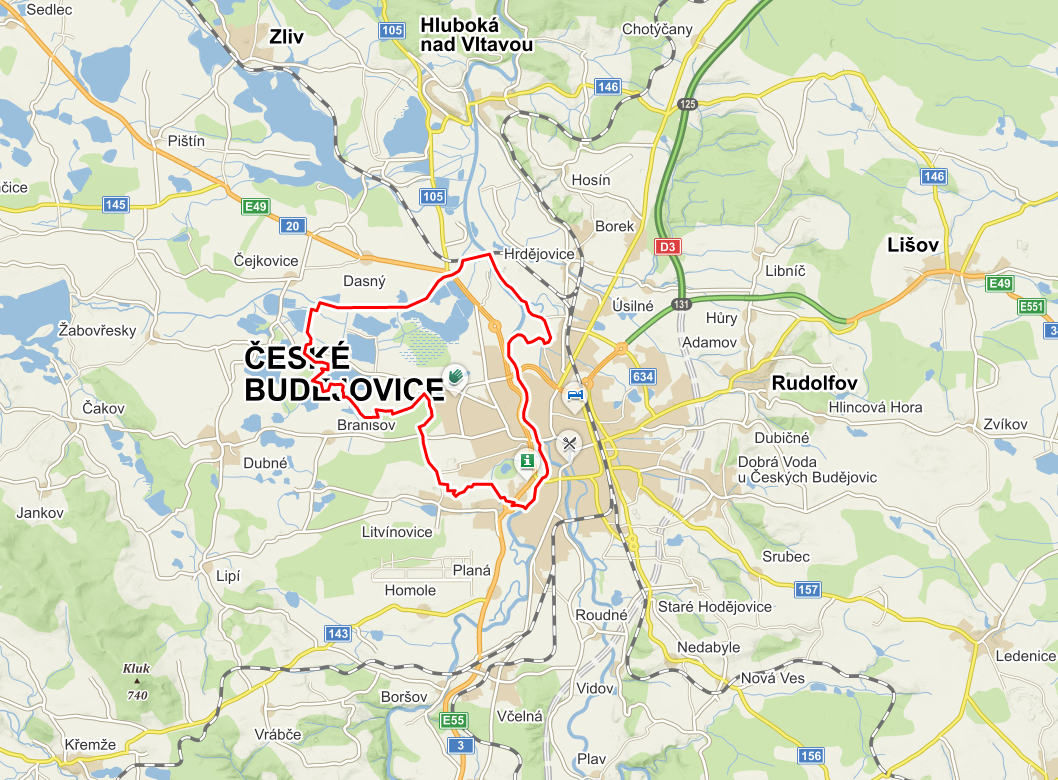 Sedlec
Zliv
105
Hluboká
nad Vltavou
Chotýčany
146
125
Pištín
čice
145
E49
20
105
Hosín
146
Borek
D3
Lišov
Čejkovice
Dasný
Hrdějovice
Libníč
E49
E551
Žabovřesky
Úsilné
131
Hůry
Adamov
34
ČESKÉ
BUDĚJOVICE
634
Rudolfov
Čakov
Branišov
Hlincová Hora
Zvíkov
Dubné
Dubičné
Dobrá Voda
u Českých Budějovic
Jankov
Litvínovice
Planá
Srubec
Lipí
Homole
157
143
Roudné
Staré Hodějovice
Nedabyle
Ledenice
Kluk
740
Boršov
Vidov
Nová Ves
E55
3
Včelná
Vrábče
Křemže
Plav
156